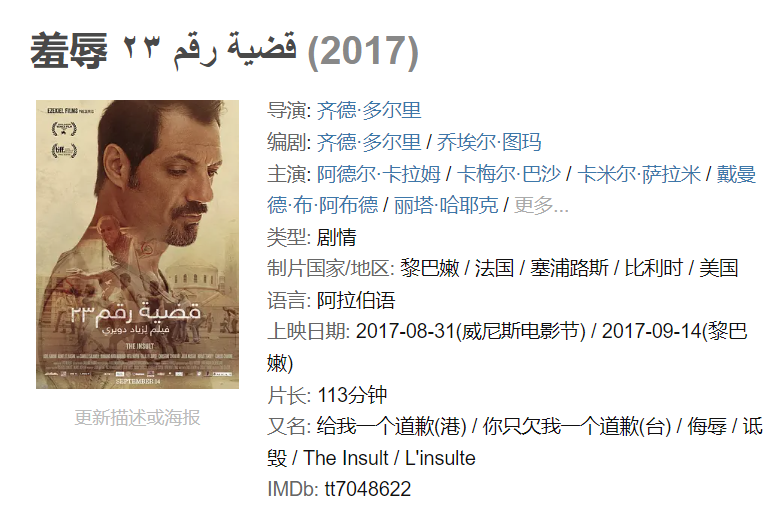 羞辱 قضية رقم ٢٣ (2017)
EZEKIEL FILMS
tiff
قضية رقم ٢٣
فيلم لزياد دويري
THE INSULT
SEPTEMBER 14
更新描述或海报
导演: 齐德·多尔里
编剧: 齐德·多尔里 / 乔埃尔·图玛
主演: 阿德尔·卡拉姆 / 卡梅尔·巴沙 / 卡米尔·萨拉米 / 戴曼
德·布·阿布德 / 丽塔·哈耶克 / 更多...
类型: 剧情
制片国家/地区: 黎巴嫩 / 法国 / 塞浦路斯 / 比利时 / 美国
语言: 阿拉伯语
上映日期: 2017-08-31(威尼斯电影节) / 2017-09-14(黎巴
嫩)
片长: 113分钟
又名: 给我一个道歉(港) / 你只欠我一个道歉(台) / 侮辱 / 诋
毁 / The Insult / L'insulte
IMDb: tt7048622